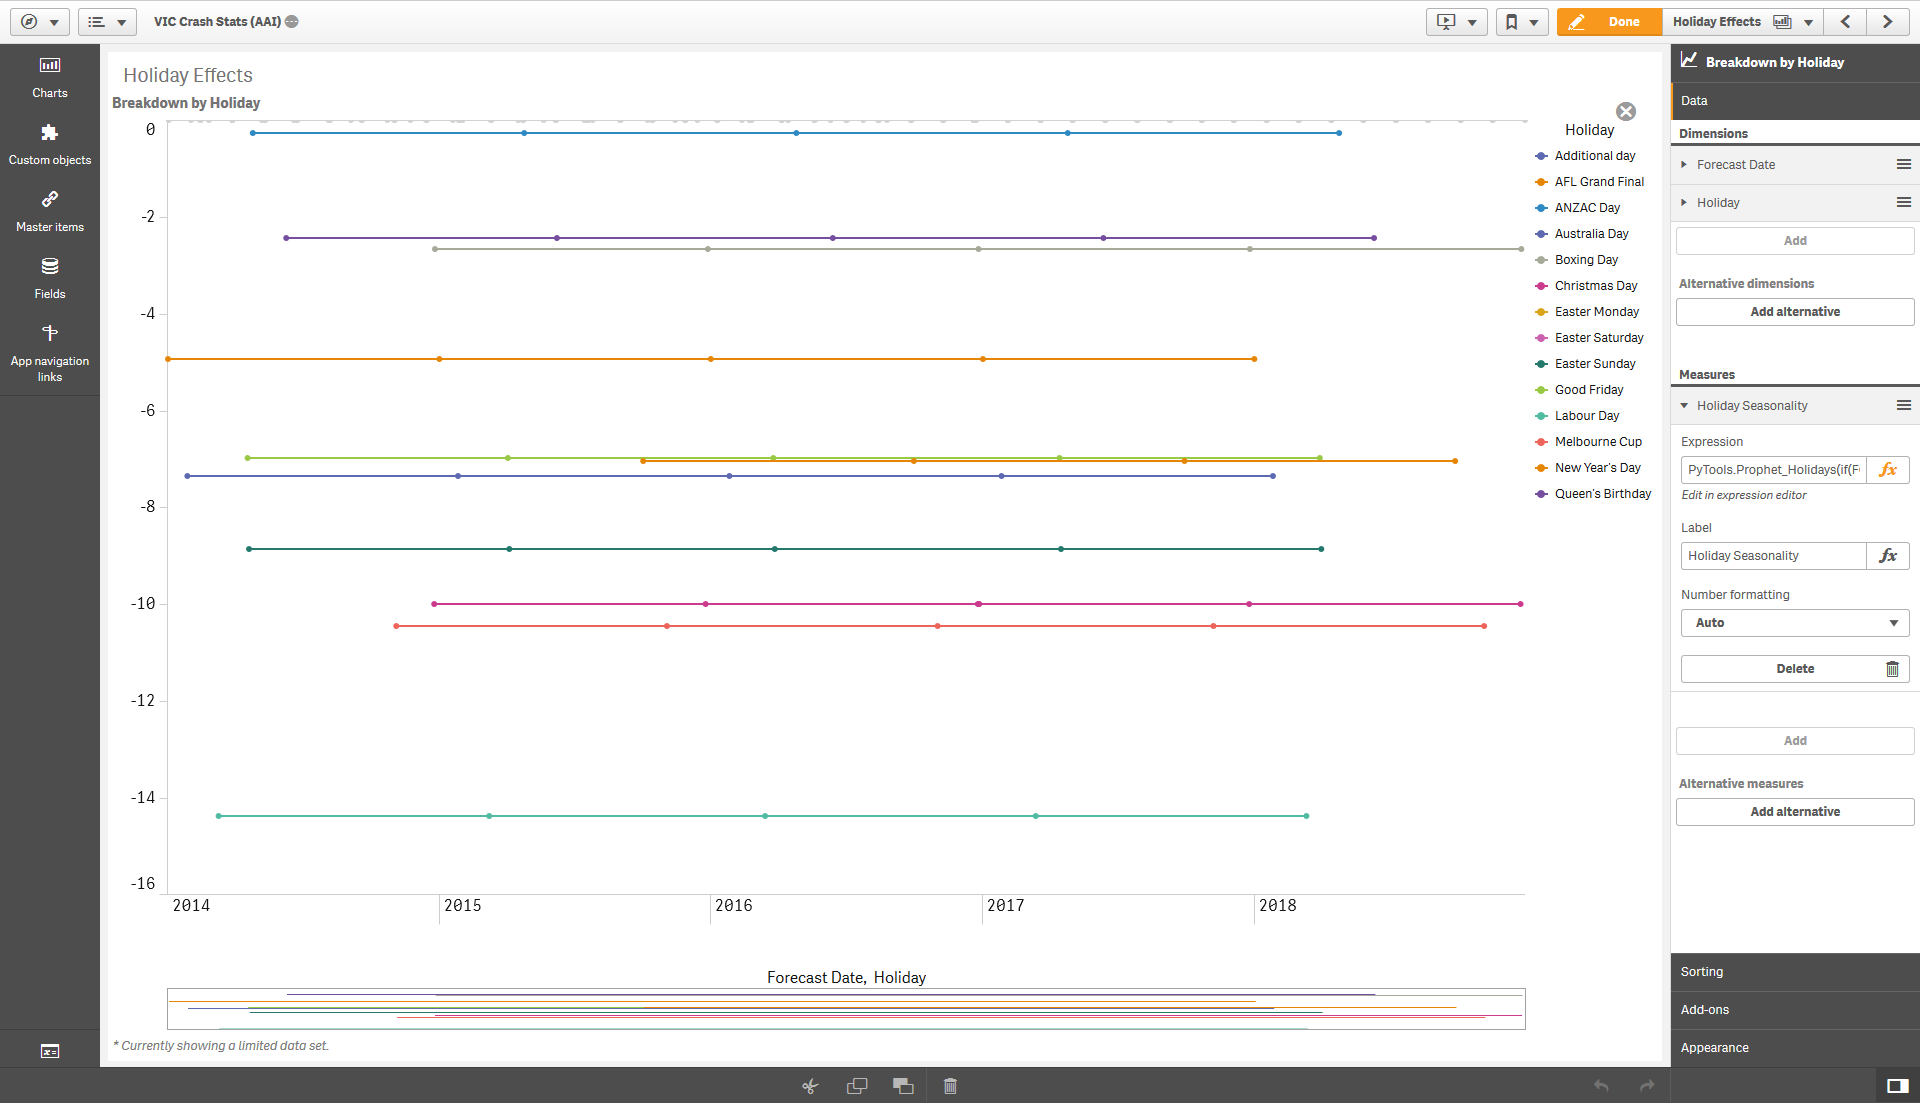 VIC Crash Stats (AAI)
Done
Holiday Effects
Charts
Custom objects
Master items
Fields
App navigation
links
Holiday Effects
Breakdown by Holiday
0
-2
-4
-6
-8
-10
-12
-14
-16
2014
2015
2016
2017
2018
Forecast Date, Holiday
* Currently showing a limited data set.
Holiday
Additional day
AFL Grand Final
ANZAC Day
Australia Day
Boxing Day
Christmas Day
Easter Monday
Easter Saturday
Easter Sunday
Good Friday
Labour Day
Melbourne Cup
New Year's Day
Queen's Birthday
Breakdown by Holiday
Data
Dimensions
Forecast Date
Holiday
Add
Alternative dimensions
Add alternative
Measures
Holiday Seasonality
Expression
PyTools.Prophet_Holidays(if(F
fx
Edit in expression editor
Label
Holiday Seasonality
fx
Number formatting
Auto
Delete
Add
Alternative measures
Add alternative
Sorting
Add-ons
Appearance